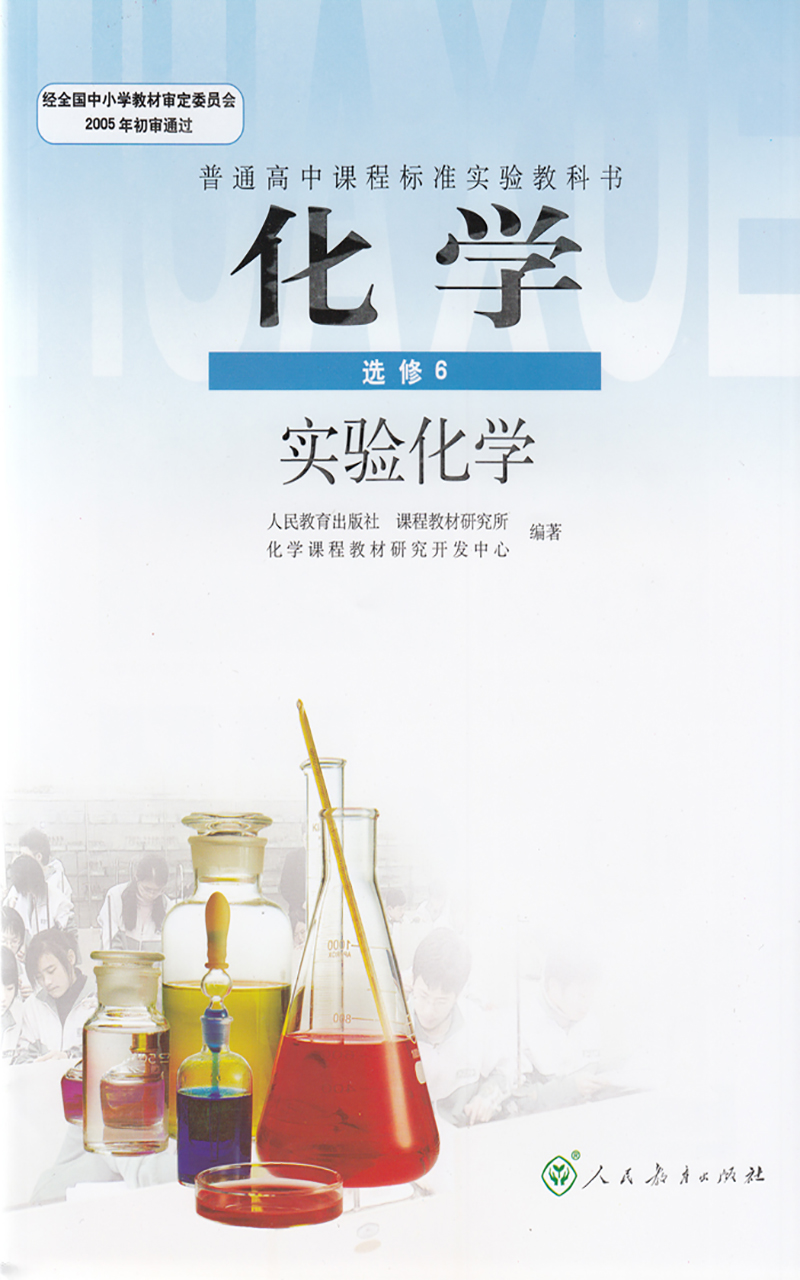 HUAXUE
经全国中小学教材审定委员会
2005年初审通过
普通高中课程标准实验教科书
化学
选修6
实验化学
人民教育出版社 课程教材研究所
化学课程教材研究开发中心
编著
1000
800
®
人民教育出版社